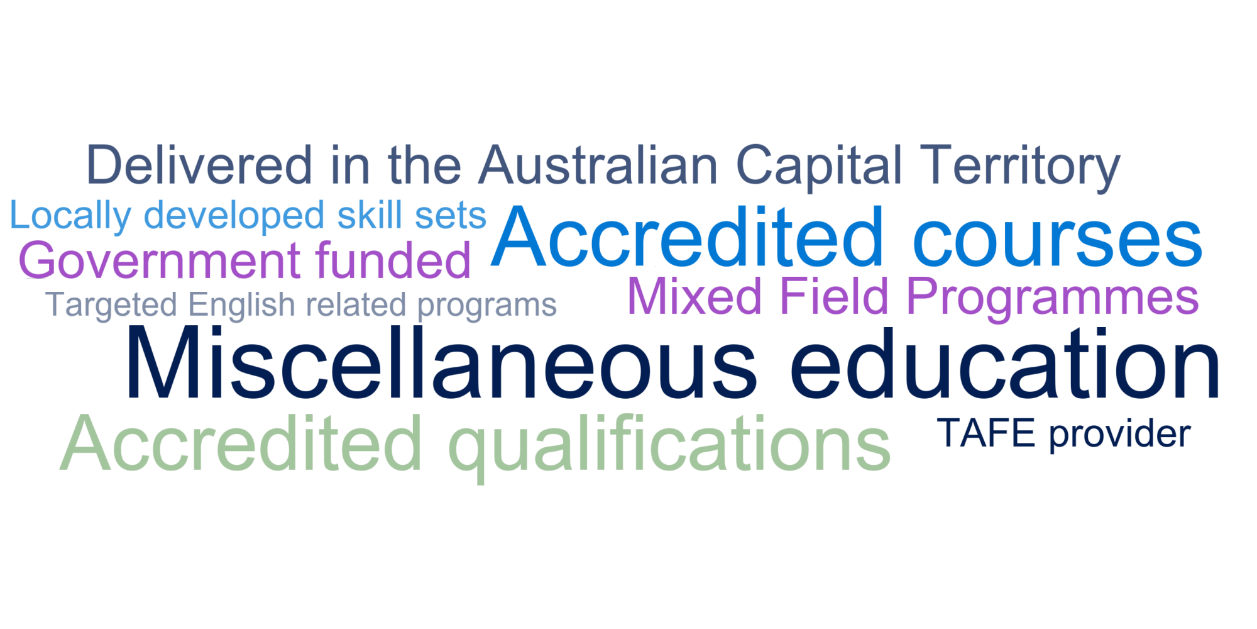 Delivered in the Australian Capital Territory
Locally developed skill sets
Accredited courses
Government funded
Mixed Field Programmes
Targeted English related programs
Miscellaneous education
Accredited qualifications
TAFE provider